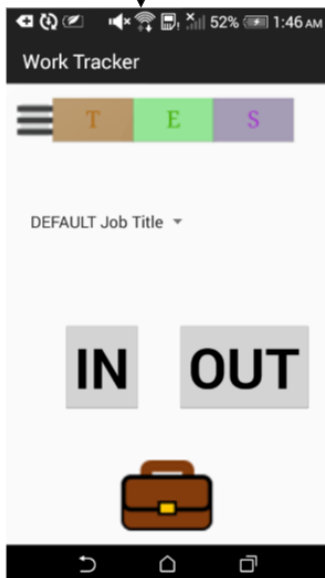 52% 1:46 AM
Work Tracker
T E S
DEFAULT Job Title
IN OUT